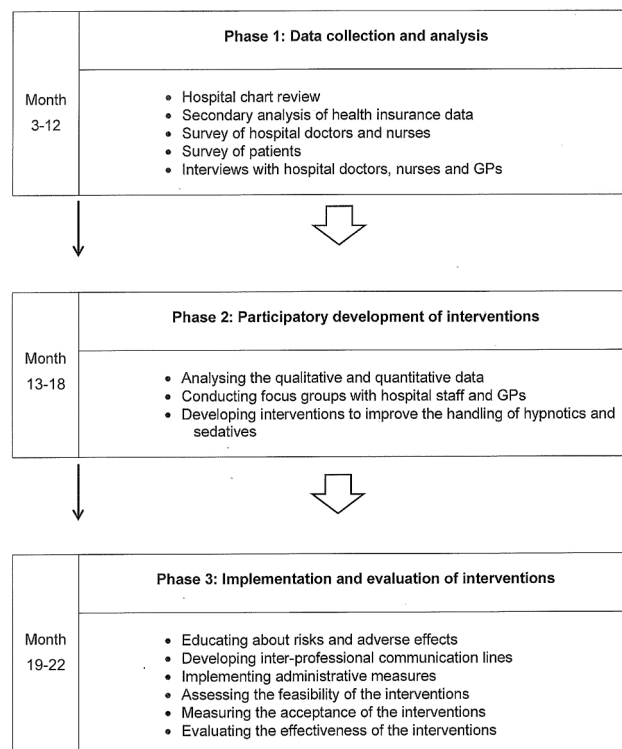 Phase 1: Data collection and analysis
Month
3-12
• Hospital chart review
• Secondary analysis of health insurance data
• Survey of hospital doctors and nurses
• Survey of patients
• Interviews with hospital doctors, nurses and GPs
Phase 2: Participatory development of interventions
Month
13-18
• Analysing the qualitative and quantitative data
• Conducting focus groups with hospital staff and GPs
• Developing interventions to improve the handling of hypnotics and
sedatives
Phase 3: Implementation and evaluation of interventions
Month
19-22
• Educating about risks and adverse effects
• Developing inter-professional communication lines
• Implementing administrative measures
• Assessing the feasibility of the interventions
• Measuring the acceptance of the interventions
• Evaluating the effectiveness of the interventions